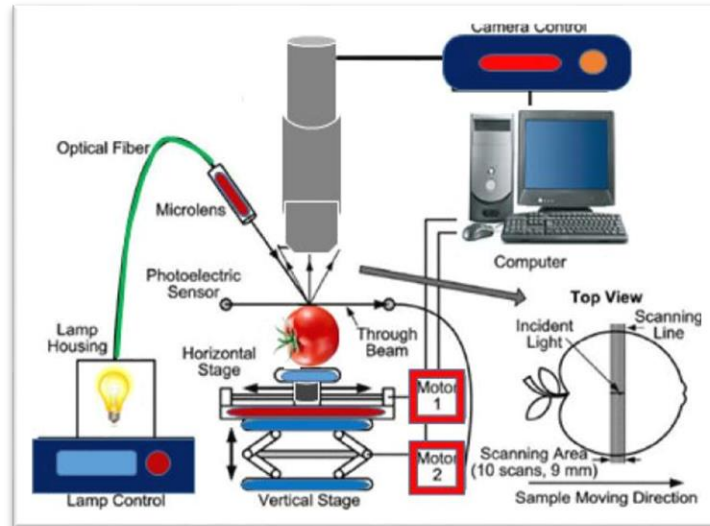 Camera Control
Optical Fiber
Microlens
Computer
Photoelectric
Sensor
Top View
Scanning
Line
Incident
Light
Lamp
Housing
Through
Beam
Horizontal
Stage
Motor
1
Motor
2
Scanning Area
(10 scans, 9 mm)
Lamp Control
Vertical Stage
Sample Moving Direction